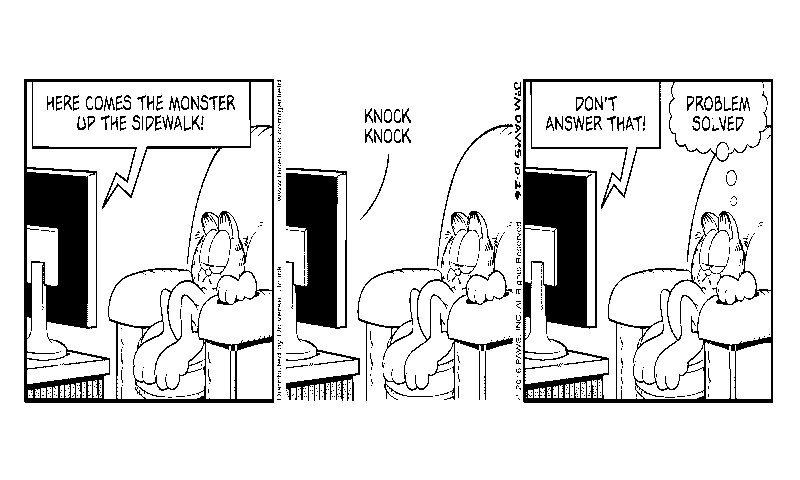 HERE COMES THE MONSTER
UP THE SIDEWALK!
KNOCK
KNOCK
JIM DAVIS 10-26
© 2016 PAWS, INC. All Rights Reserved.
DON'T
ANSWER THAT!
PROBLEM
SOLVED